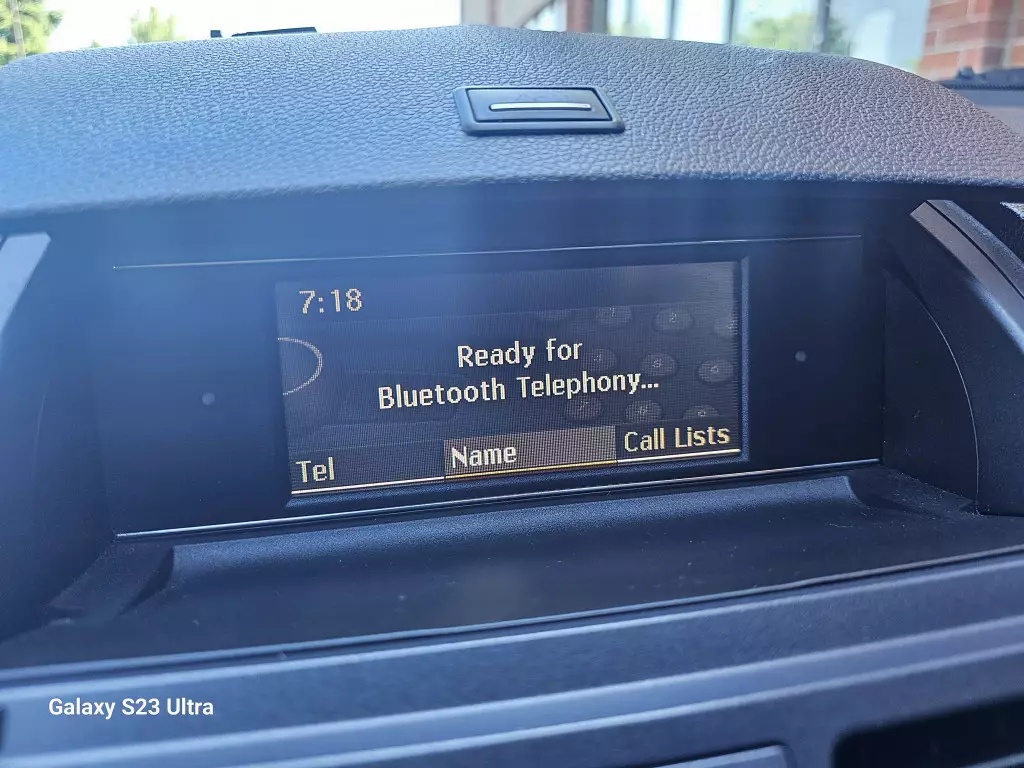 7:18
Ready for
Bluetooth Telephony...
Tel Name Call Lists
Galaxy S23 Ultra